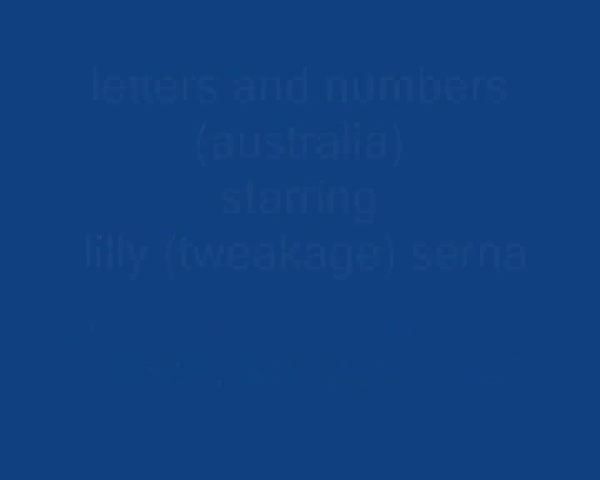 letters and numbers
(australia)
starring
lilly (tweakage) serna